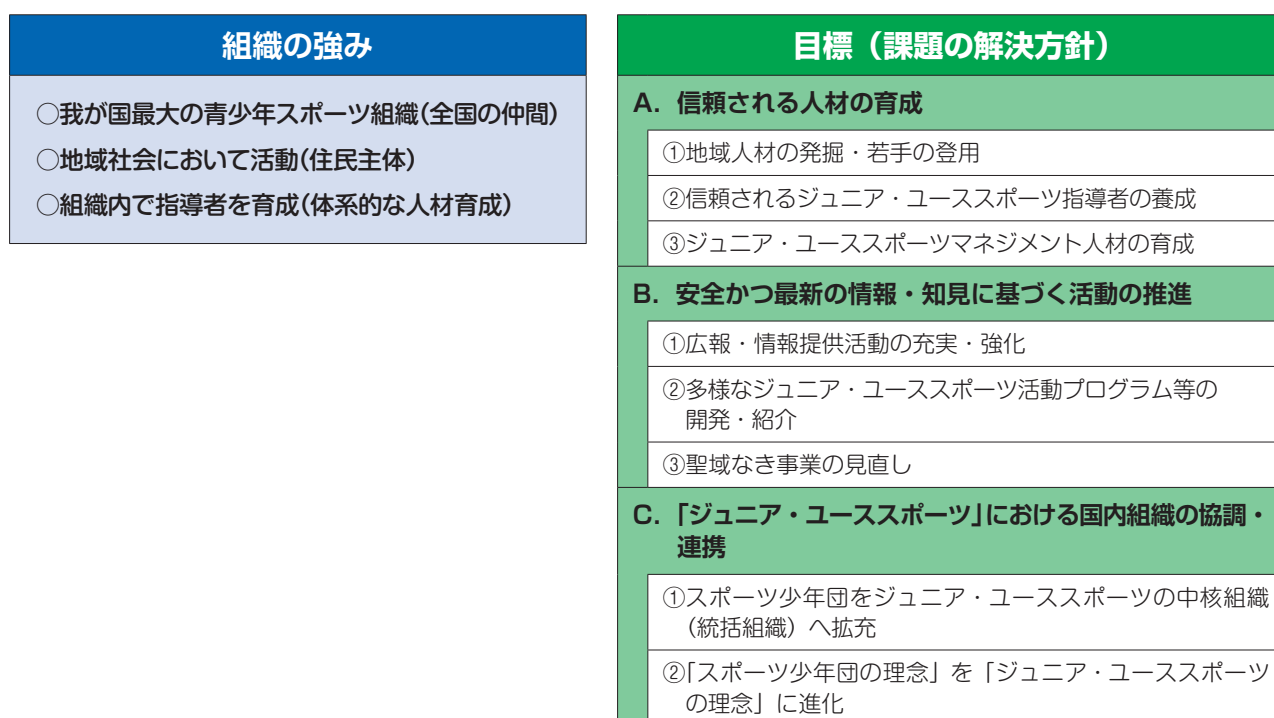 組織の強み
○我が国最大の青少年スポーツ組織(全国の仲間)
○地域社会において活動(住民主体)
○組織内で指導者を育成(体系的な人材育成)
目標（課題の解決方針）
A．信頼される人材の育成
①地域人材の発掘・若手の登用
②信頼されるジュニア・ユーススポーツ指導者の養成
③ジュニア・ユーススポーツマネジメント人材の育成
B．安全かつ最新の情報・知見に基づく活動の推進
①広報・情報提供活動の充実・強化
②多様なジュニア・ユーススポーツ活動プログラム等の
開発・紹介
③聖域なき事業の見直し
C．「ジュニア・ユーススポーツ」における国内組織の協調・
連携
①スポーツ少年団をジュニア・ユーススポーツの中核組織
（統括組織）へ拡充
②「スポーツ少年団の理念」を「ジュニア・ユーススポーツ
の理念」に進化